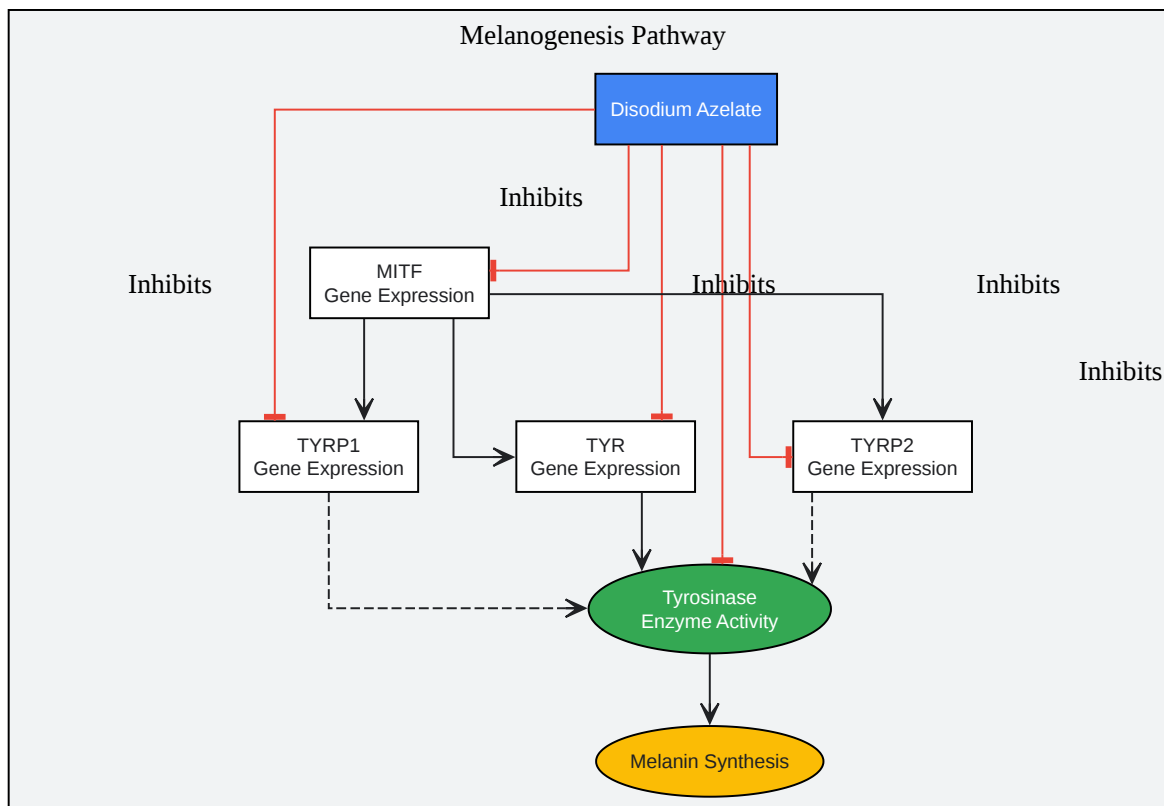 Melanogenesis Pathway
Disodium Azelate
Inhibits
MITF
Gene Expression
Inhibits
Inhibits
Inhibits
Inhibits
TYRP1
Gene Expression
TYR
Gene Expression
TYRP2
Gene Expression
Tyrosinase
Enzyme Activity
Melanin Synthesis